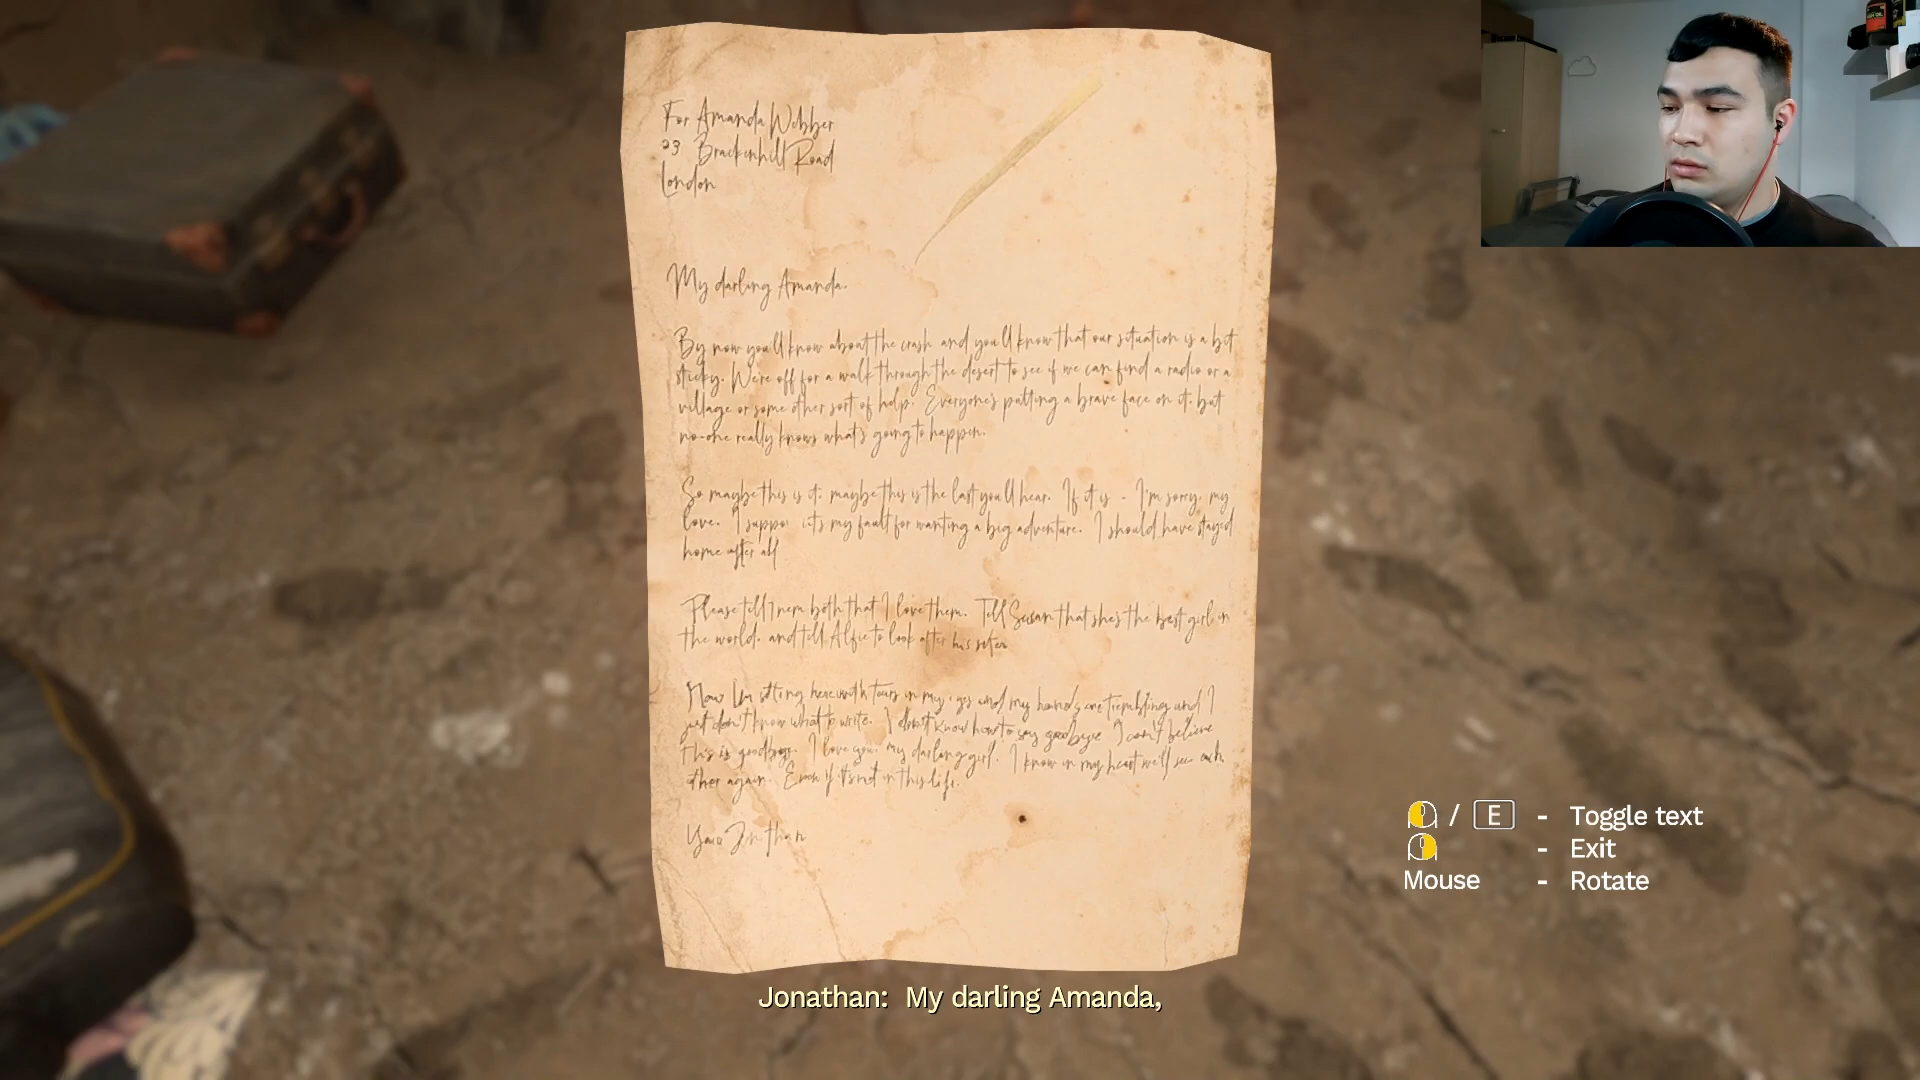 For Amanda Webber
23 Brackenhill Road
London
My darling Amanda,
By now you'll know about the crash and you'll know that our situation is a bit
sticky. We're off for a walk through the desert to see if we can find a radio or a
village or some other sort of help. Everyone's putting a brave face on it, but
no-one really knows what's going to happen.
So maybe this is it, maybe this is the last you'll hear. If it is - I'm sorry, my
love. I suppo it's my fault for wanting a big adventure. I should have stayed
home after all
Please tell them both that I love them. Tell Susan that she's the best girl in
the world, and tell Alfie to look after his sister
Now I'm sitting here with tears in my eyes and my hands are trembling and I
just don't know what to write. I don't know how to say goodbye I can't believe
this is goodbye. I love you, my darling girl. I know in my heart we'll see each
other again. Even if it's not in this life.
Your Jonathan
E - Toggle text
- Exit
Mouse - Rotate
Jonathan: My darling Amanda,